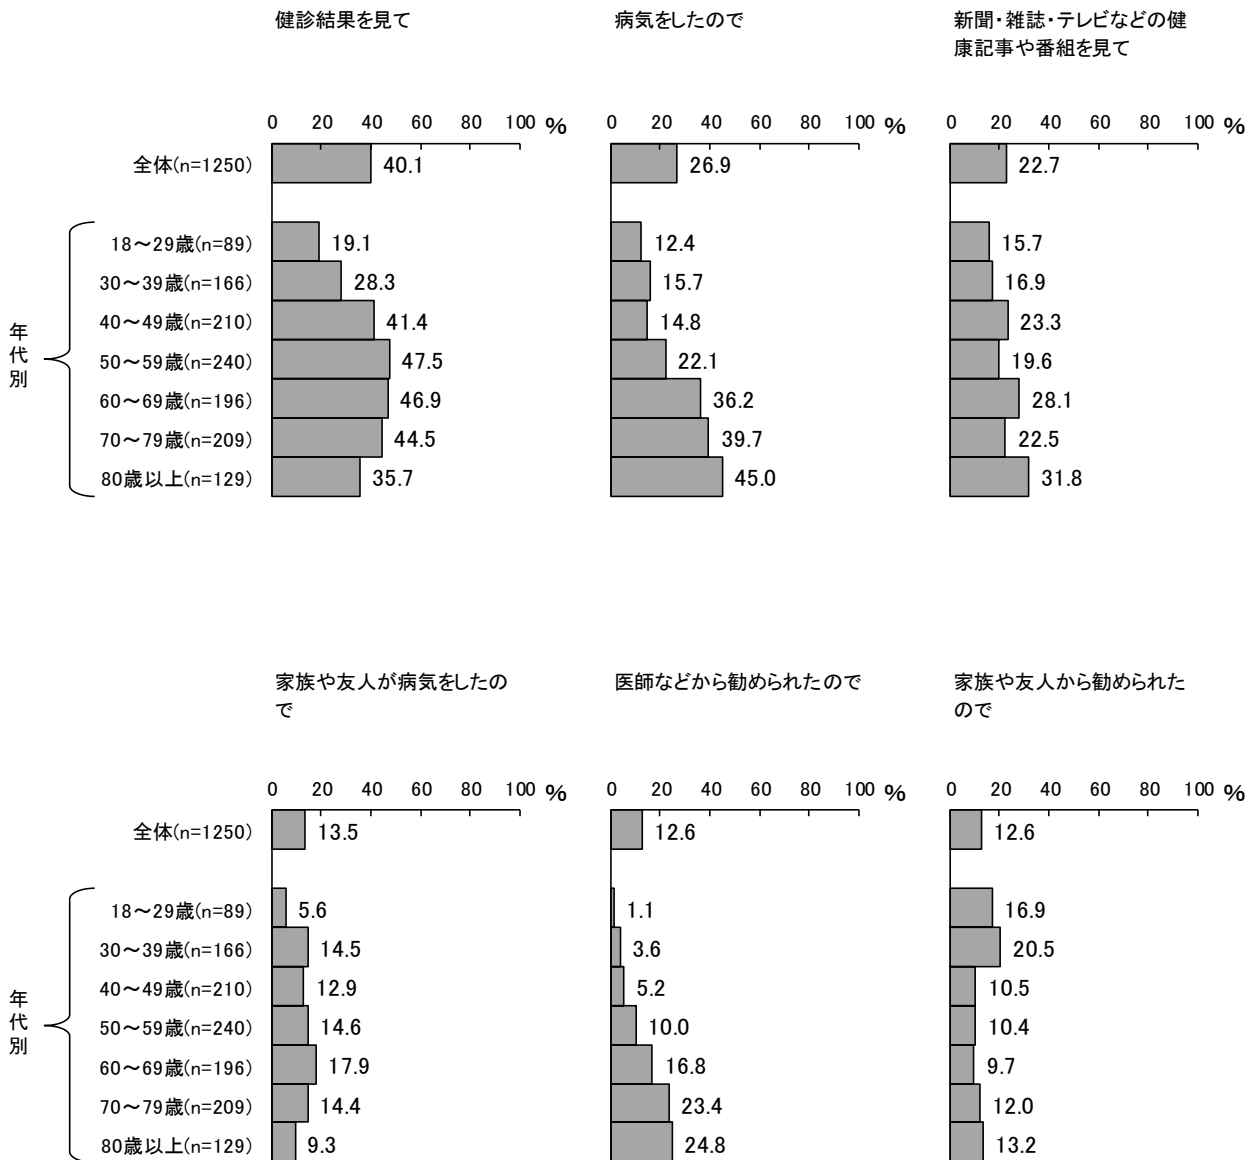 健診結果を見て
病気をしたので
新聞・雑誌・テレビなどの健
康記事や番組を見て
0 20 40 60 80 100 %
0 20 40 60 80 100 %
0 20 40 60 80 100 %
全体(n=1250) 40.1 26.9 22.7
年代別
18～29歳(n=89) 19.1 12.4 15.7
30～39歳(n=166) 28.3 15.7 16.9
40～49歳(n=210) 41.4 14.8 23.3
50～59歳(n=240) 47.5 22.1 19.6
60～69歳(n=196) 46.9 36.2 28.1
70～79歳(n=209) 44.5 39.7 22.5
80歳以上(n=129) 35.7 45.0 31.8
家族や友人が病気をしたの
で
医師などから勧められたので
家族や友人から勧められた
ので
0 20 40 60 80 100 %
0 20 40 60 80 100 %
0 20 40 60 80 100 %
全体(n=1250) 13.5 12.6 12.6
年代別
18～29歳(n=89) 5.6 1.1 16.9
30～39歳(n=166) 14.5 3.6 20.5
40～49歳(n=210) 12.9 5.2 10.5
50～59歳(n=240) 14.6 10.0 10.4
60～69歳(n=196) 17.9 16.8 9.7
70～79歳(n=209) 14.4 23.4 12.0
80歳以上(n=129) 9.3 24.8 13.2